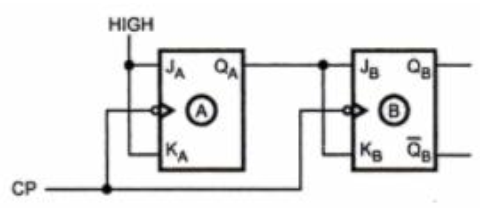 HIGH
J_A Q_A J_B Q_B
A B
K_A K_B Q̅_B
CP